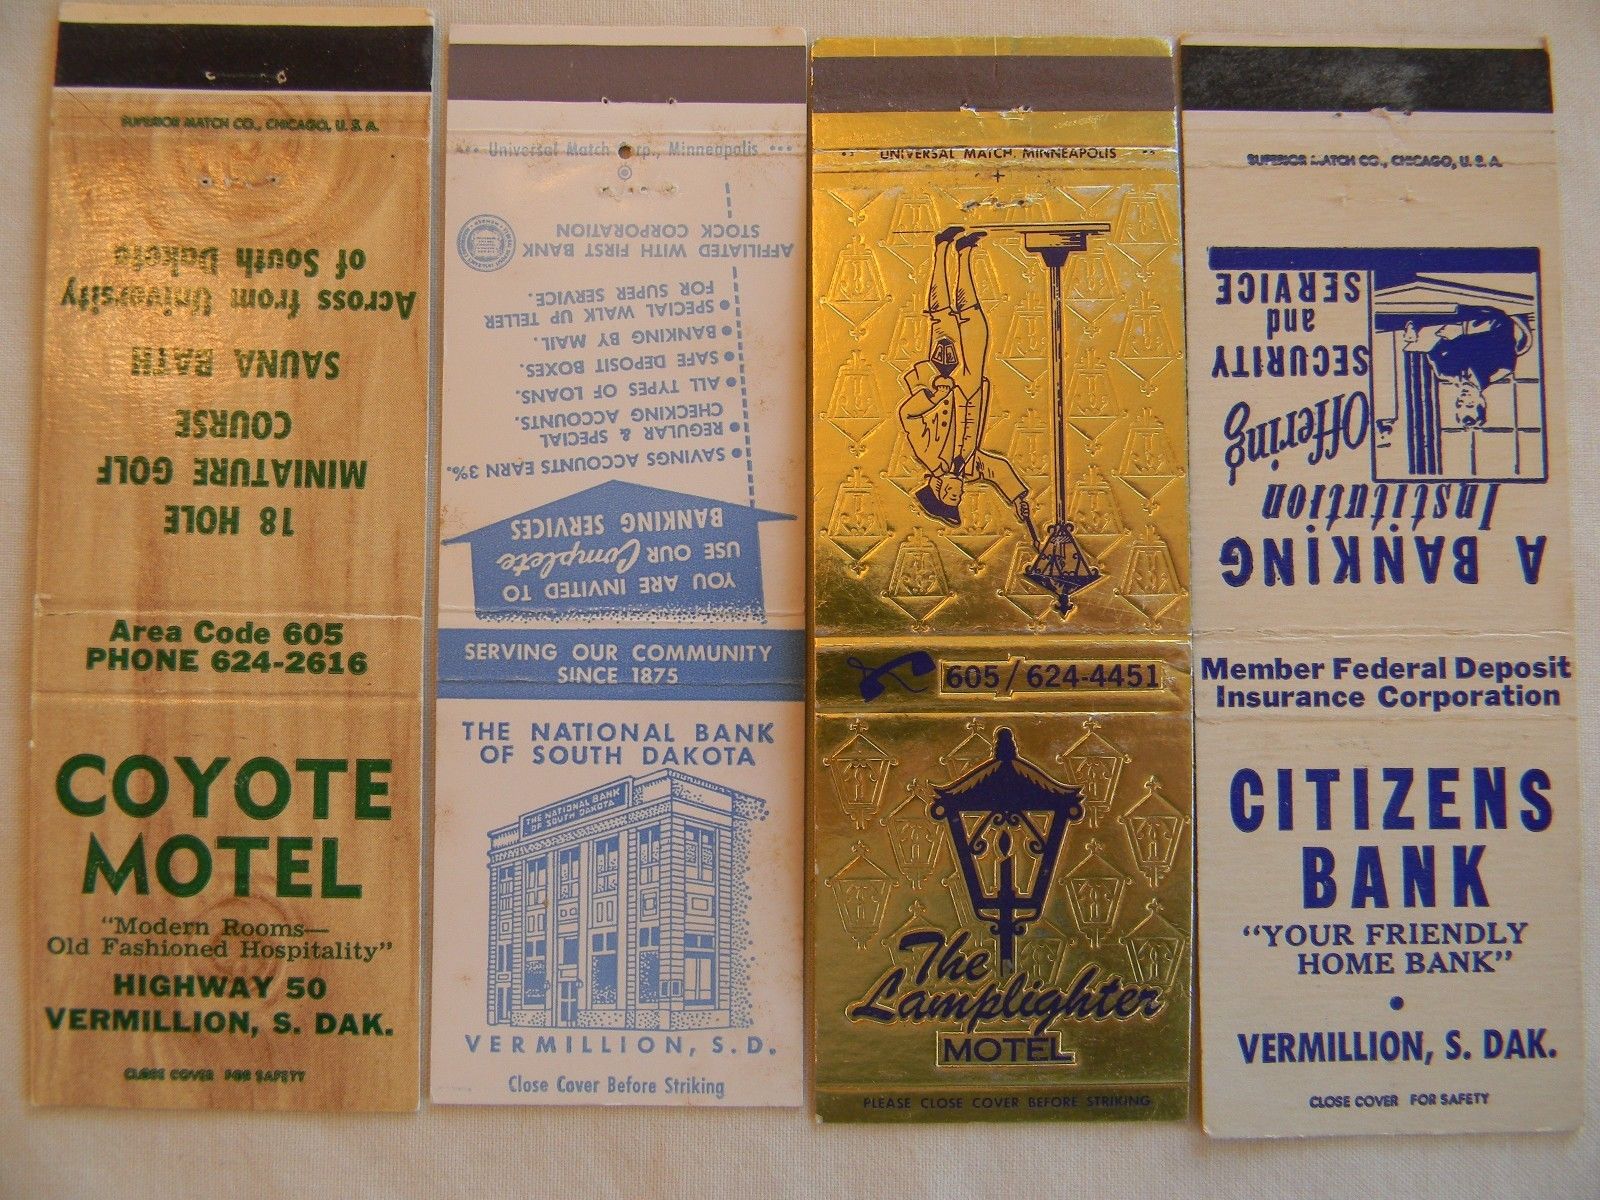 SUPERIOR MATCH CO., CHICAGO, U. S. A.
18 HOLE
MINIATURE GOLF
COURSE
SAUNA BATH
Across from University
of South Dakota
Area Code 605
PHONE 624-2616
COYOTE
MOTEL
"Modern Rooms—
Old Fashioned Hospitality"
HIGHWAY 50
VERMILLION, S. DAK.
CLOSE COVER FOR SAFETY
••• Universal Match Corp., Minneapolis •••
YOU ARE INVITED TO
USE OUR Complete
BANKING SERVICES
• SAVINGS ACCOUNTS EARN 3%.
• REGULAR & SPECIAL
CHECKING ACCOUNTS.
• ALL TYPES OF LOANS.
• SAFE DEPOSIT BOXES.
• BANKING BY MAIL.
• SPECIAL WALK UP TELLER
FOR SUPER SERVICE.
AFFILIATED WITH FIRST BANK
STOCK CORPORATION
SERVING OUR COMMUNITY
SINCE 1875
THE NATIONAL BANK
OF SOUTH DAKOTA
THE NATIONAL BANK
OF SOUTH DAKOTA
VERMILLION, S.D.
Close Cover Before Striking
•• UNIVERSAL MATCH, MINNEAPOLIS ••
605/624-4451
The
Lamplighter
MOTEL
PLEASE CLOSE COVER BEFORE STRIKING
SUPERIOR MATCH CO., CHICAGO, U. S. A.
A BANKING
Institution
Offering
SECURITY
and
SERVICE
Member Federal Deposit
Insurance Corporation
CITIZENS
BANK
"YOUR FRIENDLY
HOME BANK"
•
VERMILLION, S. DAK.
CLOSE COVER FOR SAFETY